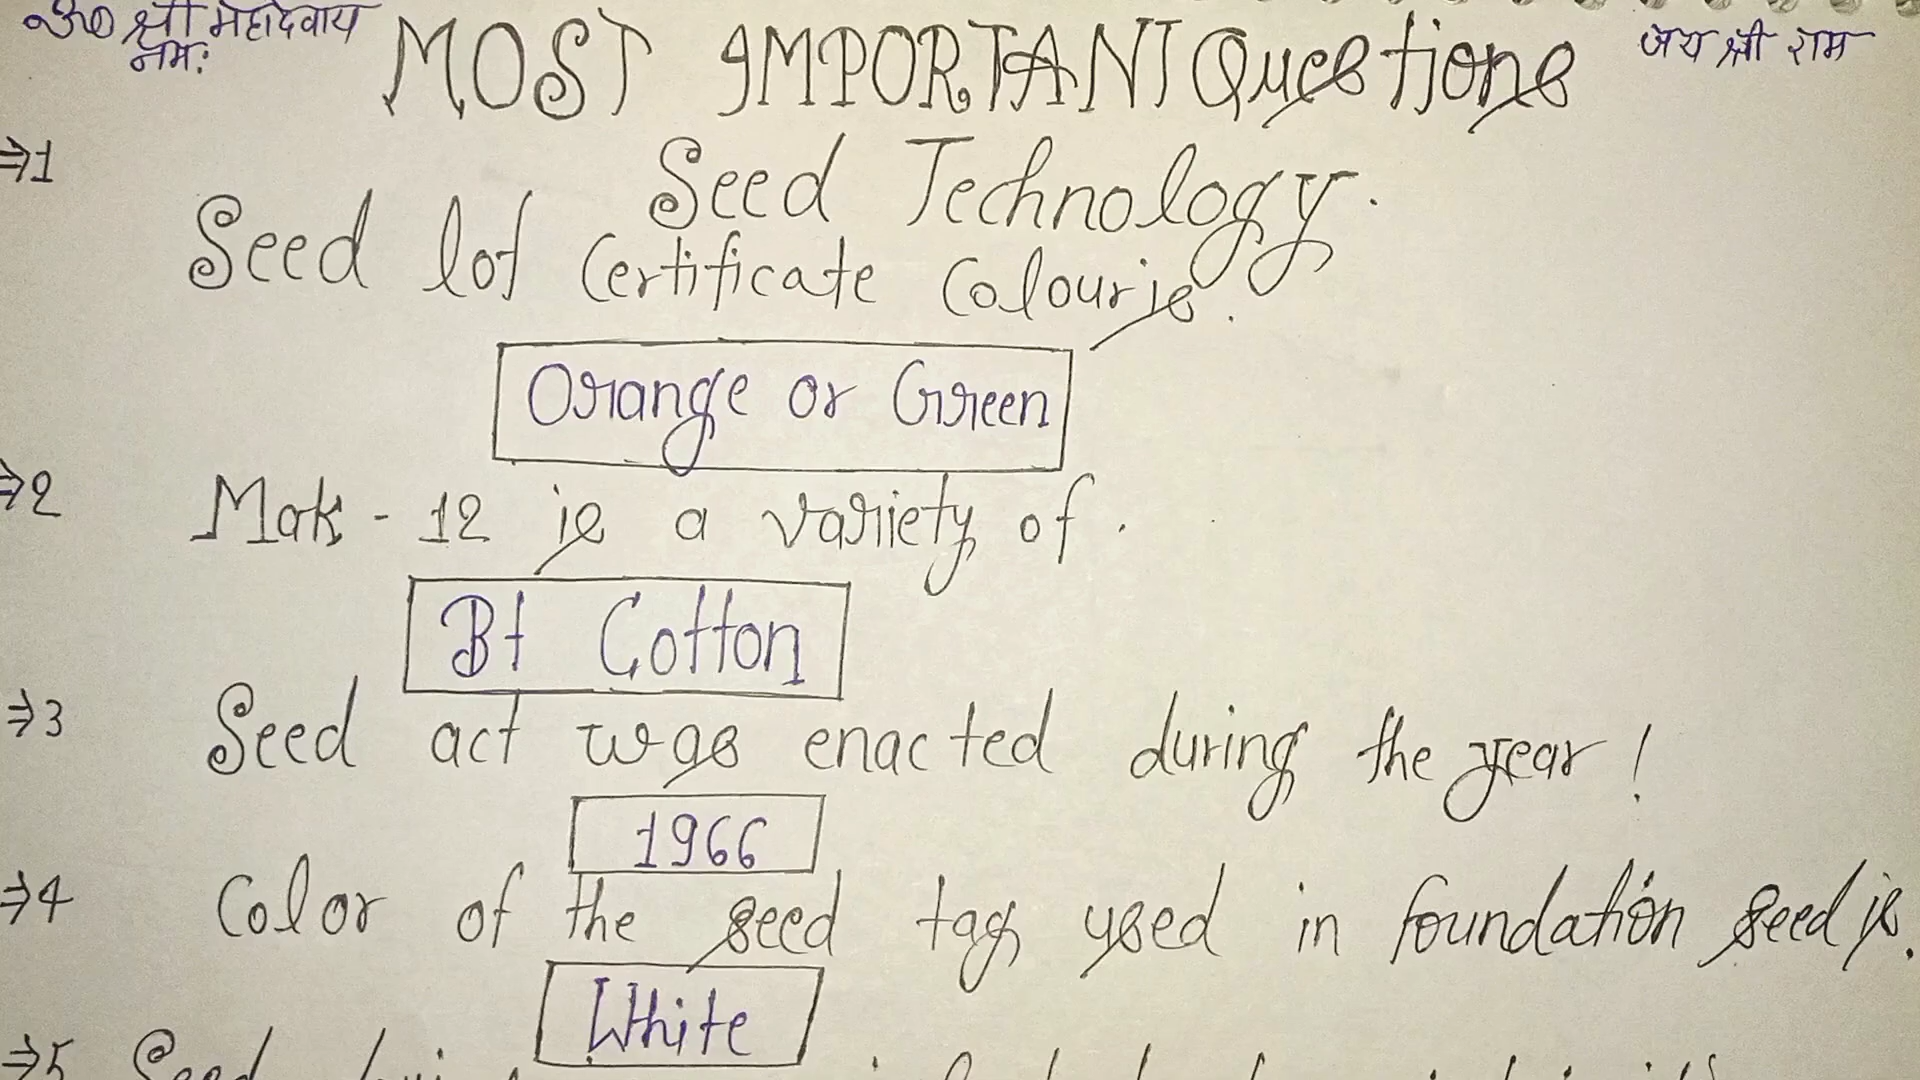 ॐ श्री महादेवाय
नमः
जय श्री राम
MOST IMPORTANT Questions
Seed Technology.
⇒1
Seed lot Certificate Colour is.
Orange or Green
⇒2 Mak - 12 is a variety of.
Bt Cotton
⇒3 Seed act was enacted during the year!
1966
⇒4 Color of the seed tag used in foundation seed is.
White
⇒5 Seed